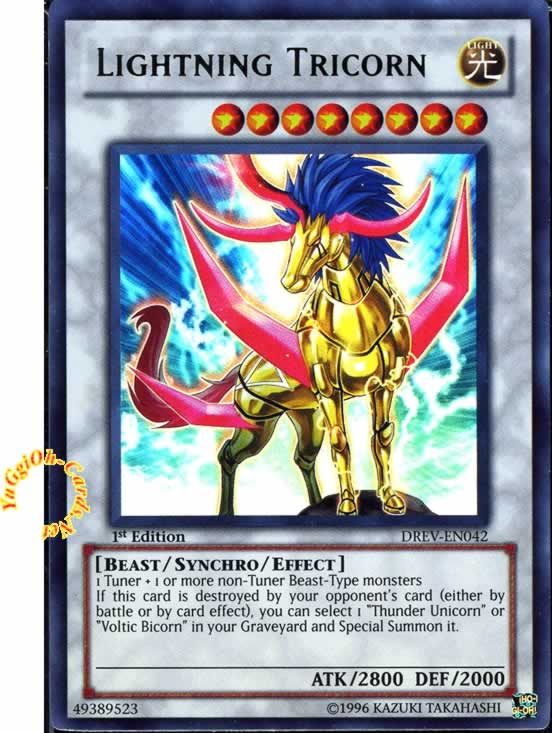 LIGHTNING TRICORN
LIGHT
光
YuGgiOh-Cards.Net
1st Edition
DREV-EN042
[BEAST/SYNCHRO/EFFECT]
1 Tuner + 1 or more non-Tuner Beast-Type monsters
If this card is destroyed by your opponent's card (either by
battle or by card effect), you can select 1 "Thunder Unicorn" or
"Voltic Bicorn" in your Graveyard and Special Summon it.
ATK/2800 DEF/2000
49389523
©1996 KAZUKI TAKAHASHI